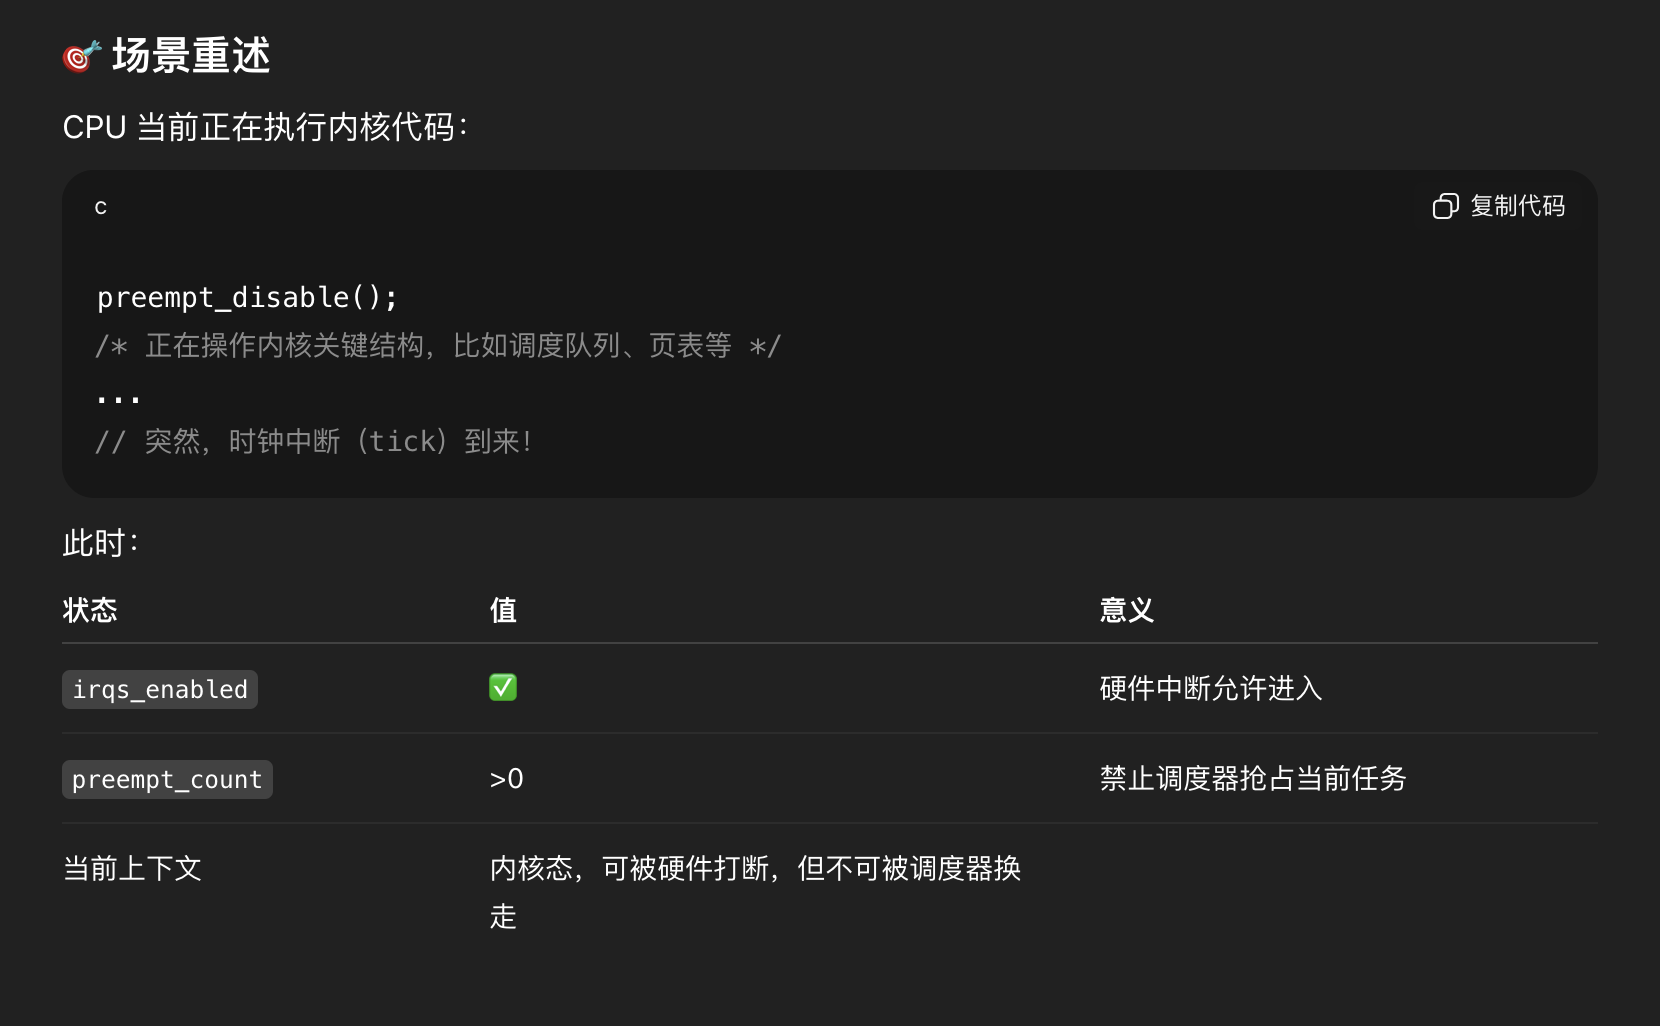 🎯 场景重述
CPU 当前正在执行内核代码：
c
复制代码
preempt_disable();
/* 正在操作内核关键结构，比如调度队列、页表等 */
...
// 突然，时钟中断（tick）到来！
此时：
状态 值 意义
irqs_enabled ✅ 硬件中断允许进入
preempt_count >0 禁止调度器抢占当前任务
当前上下文 内核态，可被硬件打断，但不可被调度器换
走